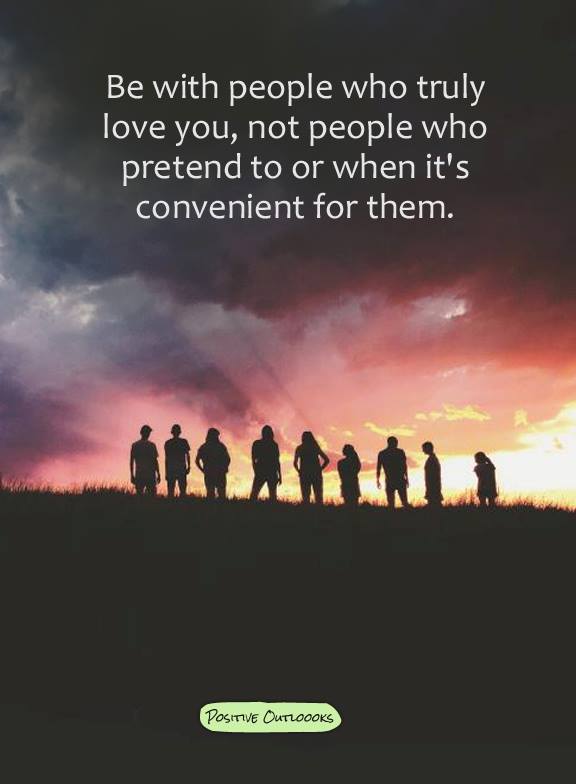 Be with people who truly
love you, not people who
pretend to or when it's
convenient for them.
Positive Outloooks